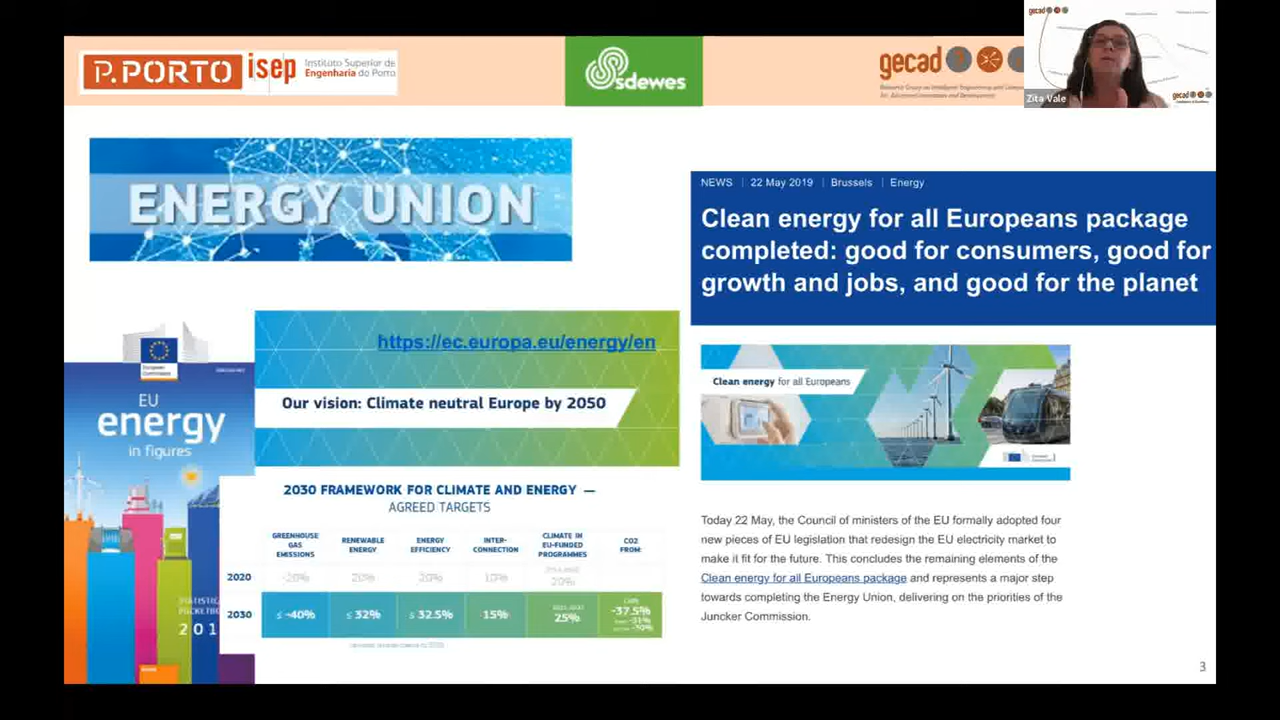 P.PORTO
isep
Instituto Superior de
Engenharia do Porto
sdewes
gecad
gecad
Zita Vale
gecad
ENERGY UNION
NEWS | 22 May 2019 | Brussels | Energy
Clean energy for all Europeans package
completed: good for consumers, good for
growth and jobs, and good for the planet
https://ec.europa.eu/energy/en
Our vision: Climate neutral Europe by 2050
European
Commission
EU
energy
in figures
Clean energy for all Europeans
2030 FRAMEWORK FOR CLIMATE AND ENERGY —
AGREED TARGETS
GREENHOUSE GAS EMISSIONS
RENEWABLE ENERGY
ENERGY EFFICIENCY
INTER-CONNECTION
CLIMATE IN EU-FUNDED PROGRAMMES
CO2 FROM:
2020 -20% 20% 20% 10% 20%
2030 ≤ -40% ≤ 32% ≤ 32.5% 15% 25% -37.5%
STATISTICAL
POCKETBOOK
201
Today 22 May, the Council of ministers of the EU formally adopted four
new pieces of EU legislation that redesign the EU electricity market to
make it fit for the future. This concludes the remaining elements of the
Clean energy for all Europeans package and represents a major step
towards completing the Energy Union, delivering on the priorities of the
Juncker Commission.
3